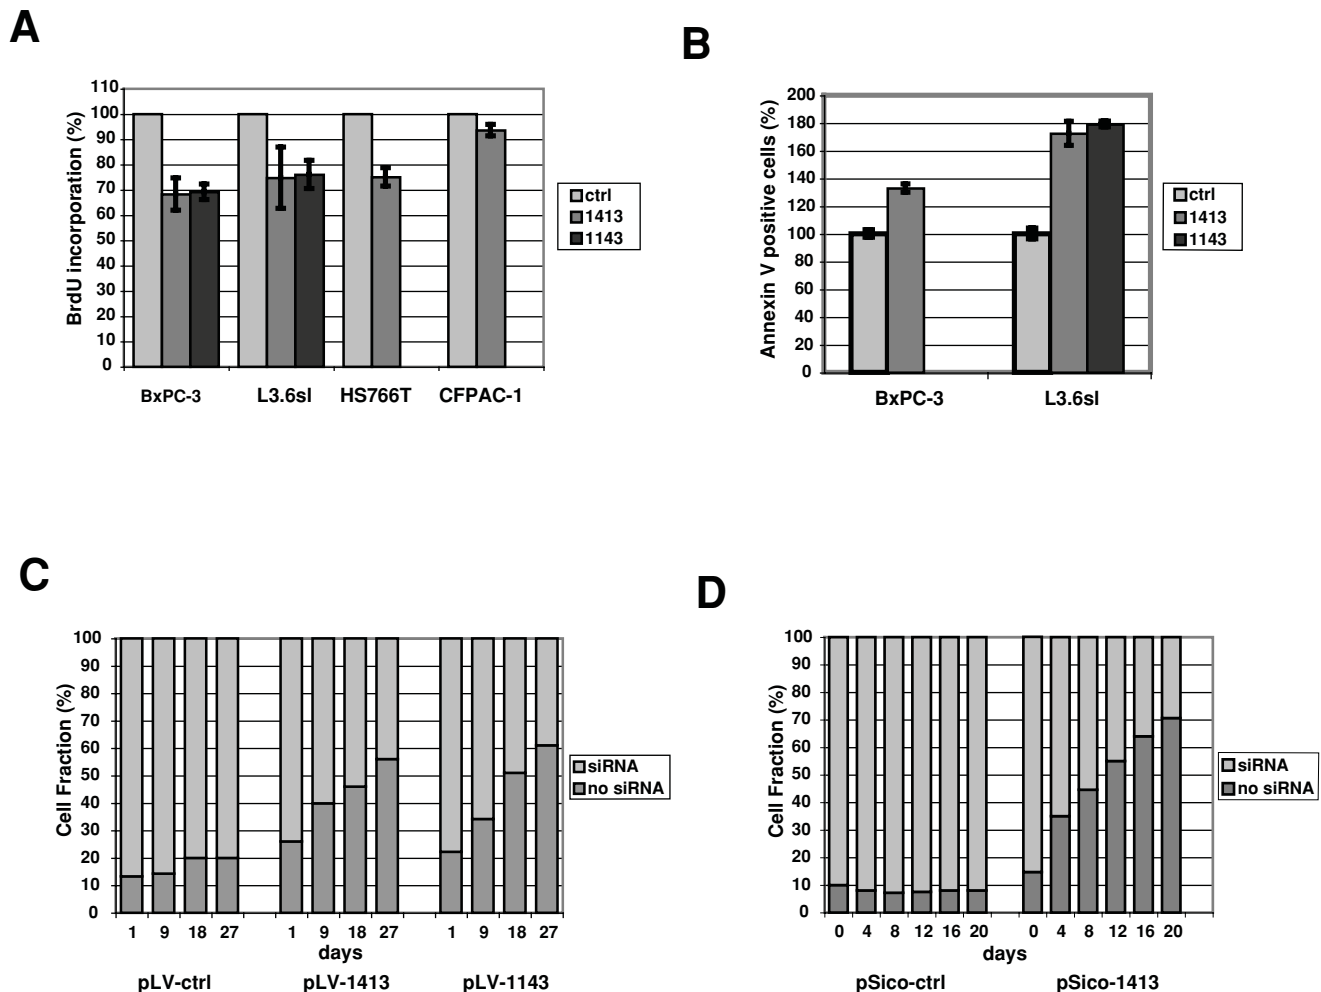 A
BrdU incorporation (%)
110
100
90
80
70
60
50
40
30
20
10
0
BxPC-3 L3.6sl HS766T CFPAC-1
ctrl
1413
1143
B
Annexin V positive cells (%)
200
180
160
140
120
100
80
60
40
20
0
BxPC-3 L3.6sl
ctrl
1413
1143
C
Cell Fraction (%)
100
90
80
70
60
50
40
30
20
10
0
1 9 18 27 1 9 18 27 1 9 18 27
days
pLV-ctrl pLV-1413 pLV-1143
siRNA
no siRNA
D
Cell Fraction (%)
100
90
80
70
60
50
40
30
20
10
0
0 4 8 12 16 20 0 4 8 12 16 20
days
pSico-ctrl pSico-1413
siRNA
no siRNA